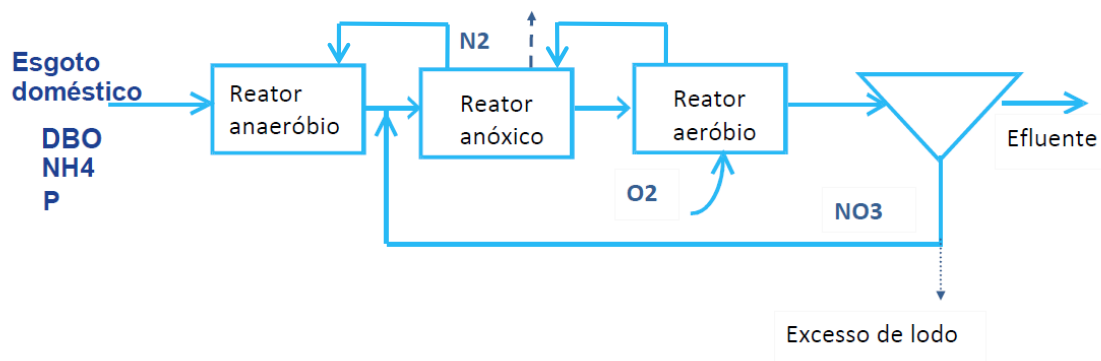 Esgoto
doméstico
DBO
NH4
P
Reator
anaeróbio
N2
Reator
anóxico
Reator
aeróbio
O2
NO3
Efluente
Excesso de lodo